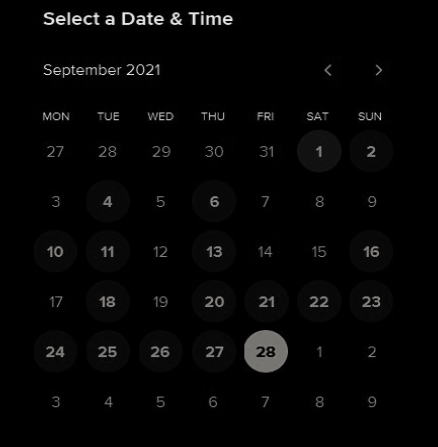 Select a Date & Time
September 2021
MON TUE WED THU FRI SAT SUN
27 28 29 30 31 1 2
3 4 5 6 7 8 9
10 11 12 13 14 15 16
17 18 19 20 21 22 23
24 25 26 27 28 1 2
3 4 5 6 7 8 9